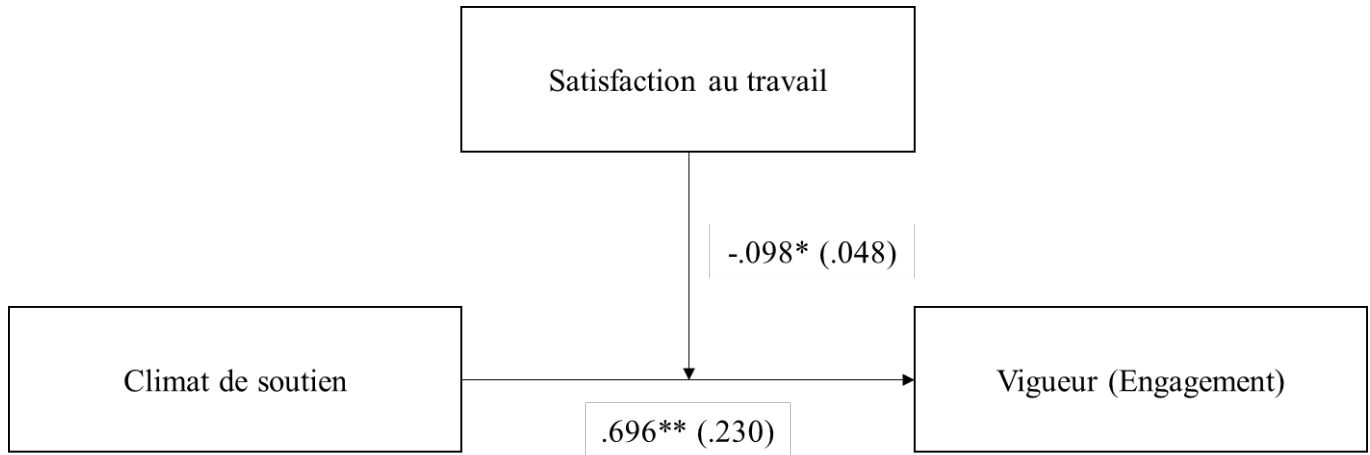 Satisfaction au travail
-.098* (.048)
Climat de soutien
Vigueur (Engagement)
.696** (.230)